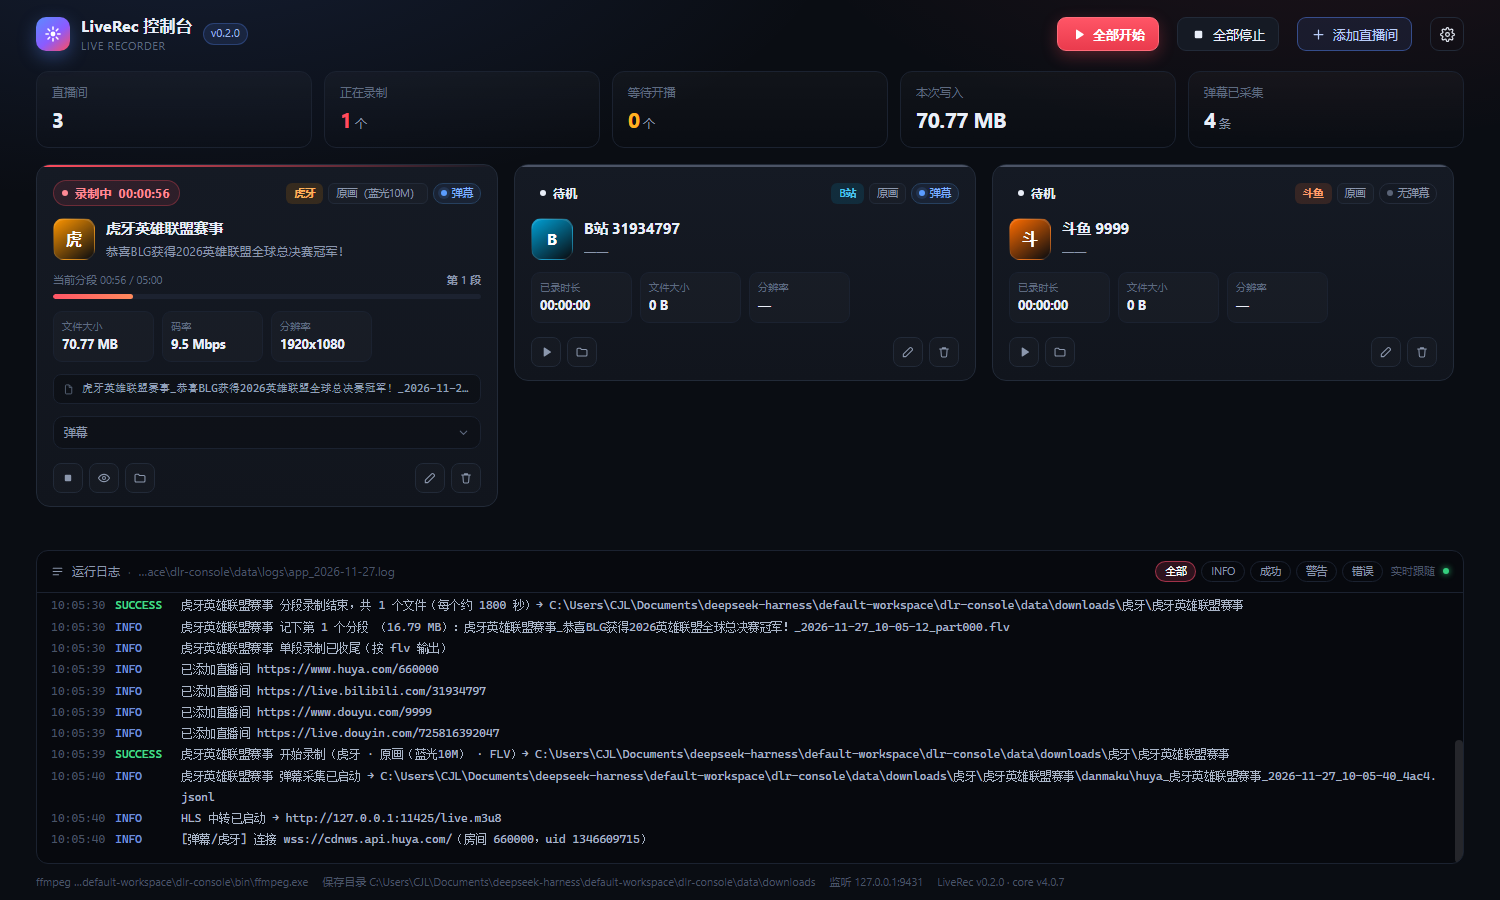 LiveRec 控制台
v0.2.0
LIVE RECORDER
全部开始
全部停止
添加直播间
直播间
3
正在录制
1 个
等待开播
0 个
本次写入
70.77 MB
弹幕已采集
4 条
录制中 00:00:56
虎牙
原画（蓝光10M）
弹幕
虎
虎牙英雄联盟赛事
恭喜BLG获得2026英雄联盟全球总决赛冠军！
当前分段 00:56 / 05:00
第 1 段
文件大小
70.77 MB
码率
9.5 Mbps
分辨率
1920x1080
虎牙英雄联盟赛事_恭喜BLG获得2026英雄联盟全球总决赛冠军！_2026-11-2…
弹幕
待机
B站
原画
弹幕
B
B站 31934797
——
已录时长
00:00:00
文件大小
0 B
分辨率
—
待机
斗鱼
原画
无弹幕
斗
斗鱼 9999
——
已录时长
00:00:00
文件大小
0 B
分辨率
—
运行日志 · …ace\dlr-console\data\logs\app_2026-11-27.log
全部
INFO
成功
警告
错误
实时跟随
10:05:30 SUCCESS 虎牙英雄联盟赛事 分段录制结束，共 1 个文件（每个约 1800 秒）→ C:\Users\CJL\Documents\deepseek-harness\default-workspace\dlr-console\data\downloads\虎牙\虎牙英雄联盟赛事
10:05:30 INFO 虎牙英雄联盟赛事 记下第 1 个分段 （16.79 MB）：虎牙英雄联盟赛事_恭喜BLG获得2026英雄联盟全球总决赛冠军！_2026-11-27_10-05-12_part000.flv
10:05:30 INFO 虎牙英雄联盟赛事 单段录制已收尾（按 flv 输出）
10:05:39 INFO 已添加直播间 https://www.huya.com/660000
10:05:39 INFO 已添加直播间 https://live.bilibili.com/31934797
10:05:39 INFO 已添加直播间 https://www.douyu.com/9999
10:05:39 INFO 已添加直播间 https://live.douyin.com/725816392047
10:05:39 SUCCESS 虎牙英雄联盟赛事 开始录制（虎牙 · 原画（蓝光10M） · FLV）→ C:\Users\CJL\Documents\deepseek-harness\default-workspace\dlr-console\data\downloads\虎牙\虎牙英雄联盟赛事
10:05:40 INFO 虎牙英雄联盟赛事 弹幕采集已启动 → C:\Users\CJL\Documents\deepseek-harness\default-workspace\dlr-console\data\downloads\虎牙\虎牙英雄联盟赛事\danmaku\huya_虎牙英雄联盟赛事_2026-11-27_10-05-40_4ac4.
jsonl
10:05:40 INFO HLS 中转已启动 → http://127.0.0.1:11425/live.m3u8
10:05:40 INFO [弹幕/虎牙] 连接 wss://cdnws.api.huya.com/（房间 660000，uid 1346609715）
ffmpeg …default-workspace\dlr-console\bin\ffmpeg.exe
保存目录 C:\Users\CJL\Documents\deepseek-harness\default-workspace\dlr-console\data\downloads
监听 127.0.0.1:9431
LiveRec v0.2.0 · core v4.0.7